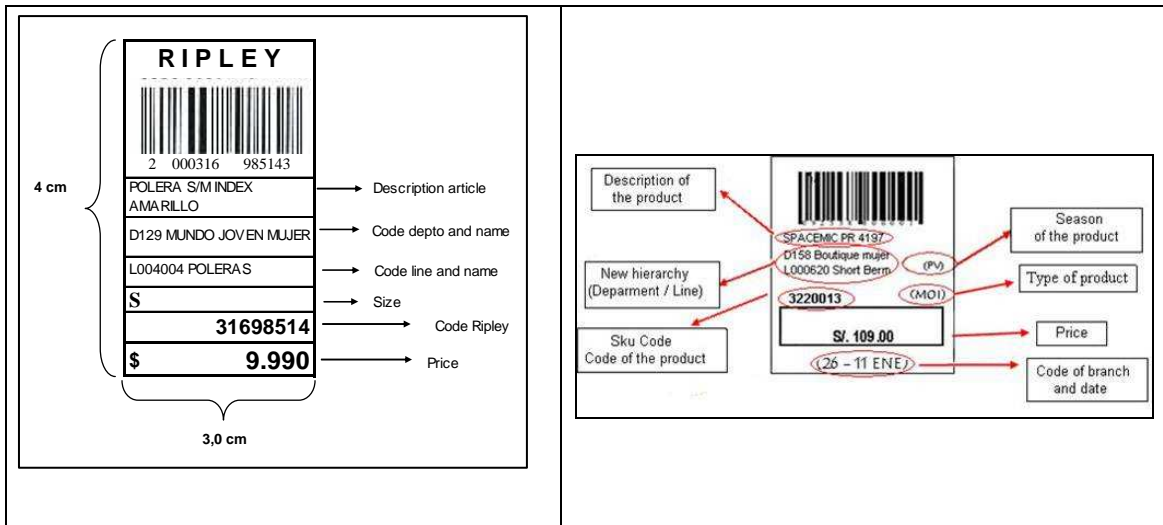 RIPLEY
2 000316 985143
4 cm
POLERA S/M INDEX
AMARILLO
Description article
D129 MUNDO JOVEN MUJER
Code depto and name
L004004 POLERAS
Code line and name
S
Size
31698514
Code Ripley
$ 9.990
Price
3,0 cm
Description of
the product
SPACEMIC PR 4197
D158 Boutique mujer
L000620 Short Berm
(PV)
Season
of the product
New hierarchy
(Deparment / Line)
3220013
(MOI)
Type of product
Sku Code
Code of the product
S/. 109.00
Price
(26 - 11 ENE)
Code of branch
and date